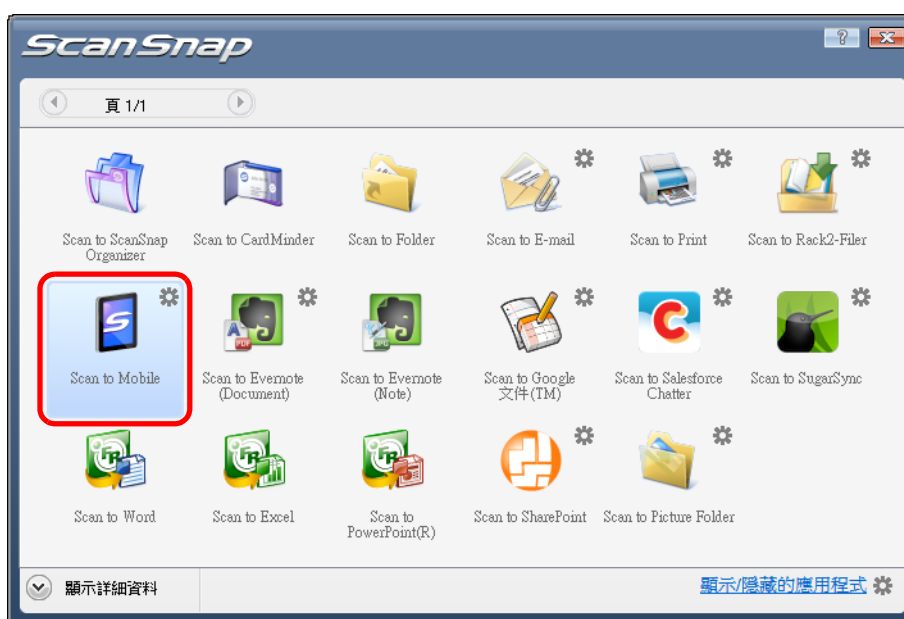 ScanSnap
頁 1/1
Scan to ScanSnap
Organizer
Scan to CardMinder
Scan to Folder
Scan to E-mail
Scan to Print
Scan to Rack2-Filer
Scan to Mobile
Scan to Evernote
(Document)
Scan to Evernote
(Note)
Scan to Google
文件(TM)
Scan to Salesforce
Chatter
Scan to SugarSync
Scan to Word
Scan to Excel
Scan to
PowerPoint(R)
Scan to SharePoint
Scan to Picture Folder
顯示詳細資料
顯示/隱藏的應用程式